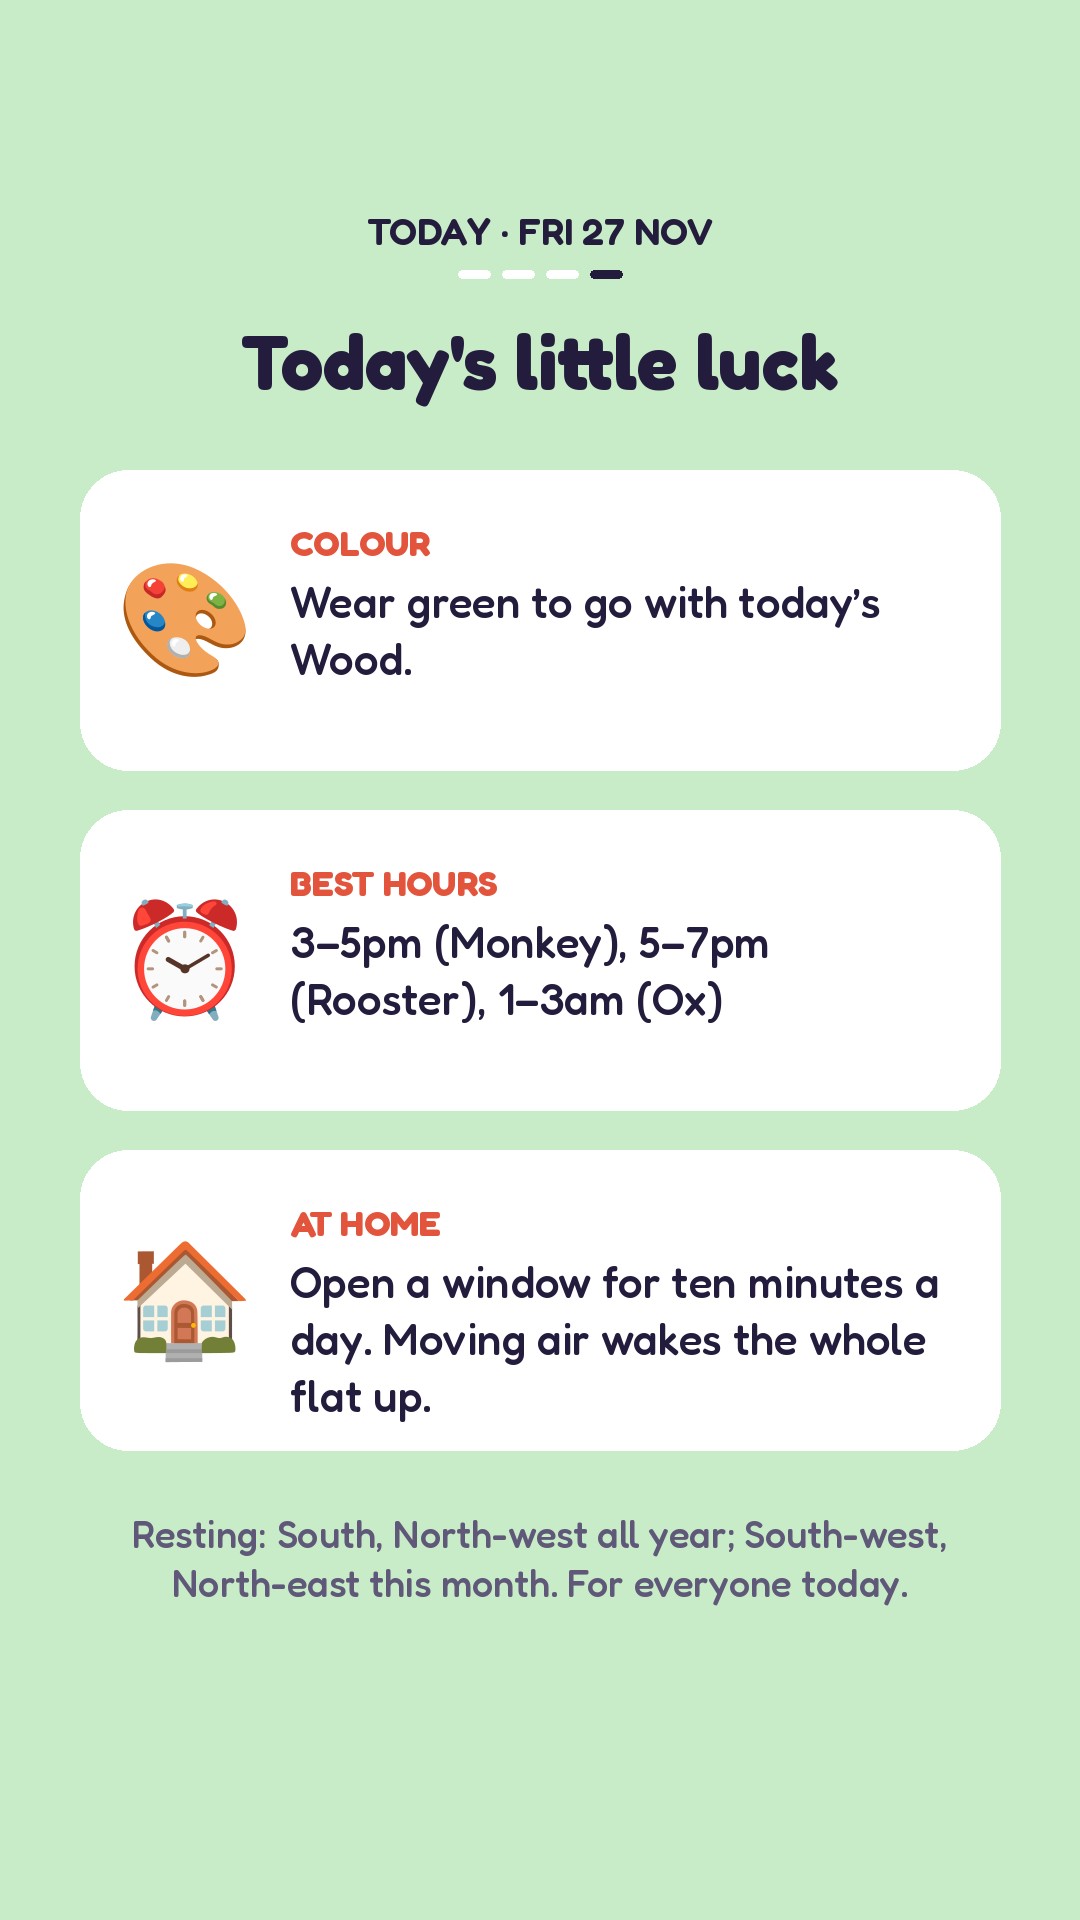 TODAY · FRI 27 NOV
Today's little luck
COLOUR
Wear green to go with today’s
Wood.
BEST HOURS
3–5pm (Monkey), 5–7pm
(Rooster), 1–3am (Ox)
AT HOME
Open a window for ten minutes a
day. Moving air wakes the whole
flat up.
Resting: South, North-west all year; South-west,
North-east this month. For everyone today.